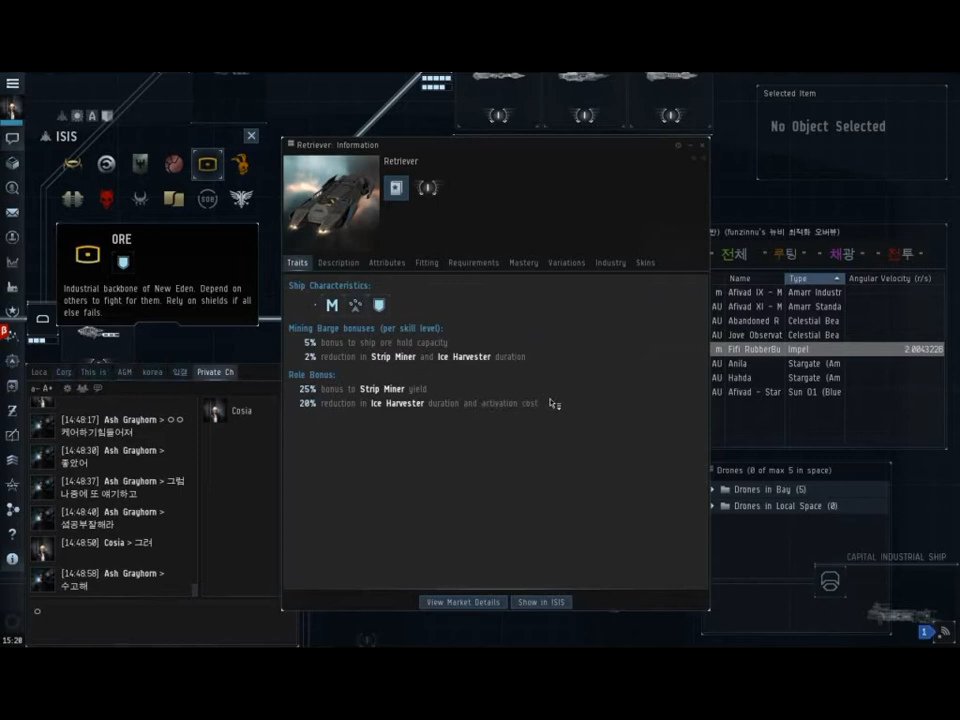 Selected Item
No Object Selected
ISIS
ORE
Industrial backbone of New Eden. Depend on
others to fight for them. Rely on shields if all
else fails.
Retriever: Information
Retriever
Traits Description Attributes Fitting Requirements Mastery Variations Industry Skins
Ship Characteristics:
M
Mining Barge bonuses (per skill level):
5% bonus to ship ore hold capacity
2% reduction in Strip Miner and Ice Harvester duration
Role Bonus:
25% bonus to Strip Miner yield
20% reduction in Ice Harvester duration and activation cost
View Market Details Show in ISIS
(funzinnu's 뉴비 최적화 오버뷰)
전체 루팅 채광 전투
Name Type Angular Velocity (r/s)
m Afivad IX - M Amarr Industr
m Afivad XI - M Amarr Standa
AU Abandoned R Celestial Bea
AU Jove Observat Celestial Bea
m Fifi RubberBu Impel 2.0043228
AU Anila Stargate (Am
AU Hahda Stargate (Am
AU Afivad - Star Sun O1 (Blue
Drones (0 of max 5 in space)
Drones in Bay (5)
Drones in Local Space (0)
CAPITAL INDUSTRIAL SHIP
1
Loca Corp This is AGM korea Private Ch
a- A+
Cosia
[14:48:17] Ash Grayhorn > ㅇㅇ
케어하기힘들어져
[14:48:30] Ash Grayhorn >
좋았어
[14:48:37] Ash Grayhorn > 그럼
나중에 또 얘기하고
[14:48:40] Ash Grayhorn >
섬공부잘해라
[14:48:50] Cosia > 그러
[14:48:58] Ash Grayhorn >
수고해
15:20